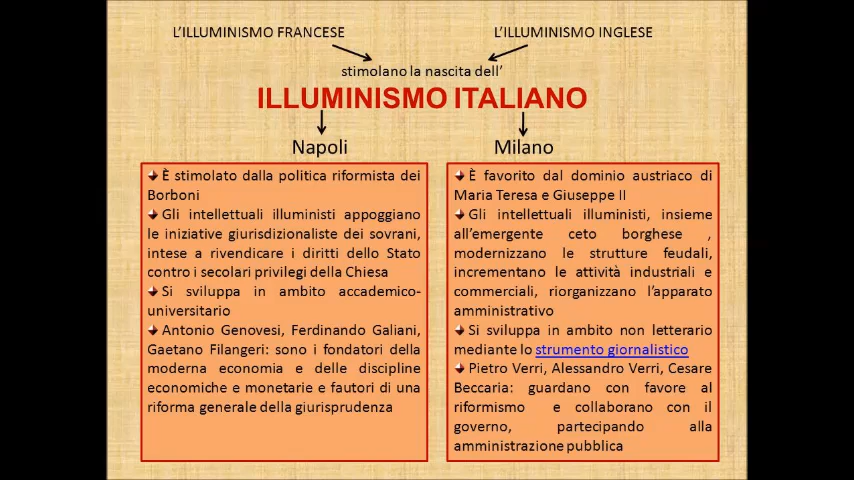 L'ILLUMINISMO FRANCESE L'ILLUMINISMO INGLESE
stimolano la nascita dell'
ILLUMINISMO ITALIANO
Napoli
È stimolato dalla politica riformista dei
Borboni
Gli intellettuali illuministi appoggiano
le iniziative giurisdizionaliste dei sovrani,
intese a rivendicare i diritti dello Stato
contro i secolari privilegi della Chiesa
Si sviluppa in ambito accademico-
universitario
Antonio Genovesi, Ferdinando Galiani,
Gaetano Filangeri: sono i fondatori della
moderna economia e delle discipline
economiche e monetarie e fautori di una
riforma generale della giurisprudenza
Milano
È favorito dal dominio austriaco di
Maria Teresa e Giuseppe II
Gli intellettuali illuministi, insieme
all'emergente ceto borghese ,
modernizzano le strutture feudali,
incrementano le attività industriali e
commerciali, riorganizzano l'apparato
amministrativo
Si sviluppa in ambito non letterario
mediante lo strumento giornalistico
Pietro Verri, Alessandro Verri, Cesare
Beccaria: guardano con favore al
riformismo e collaborano con il
governo, partecipando alla
amministrazione pubblica